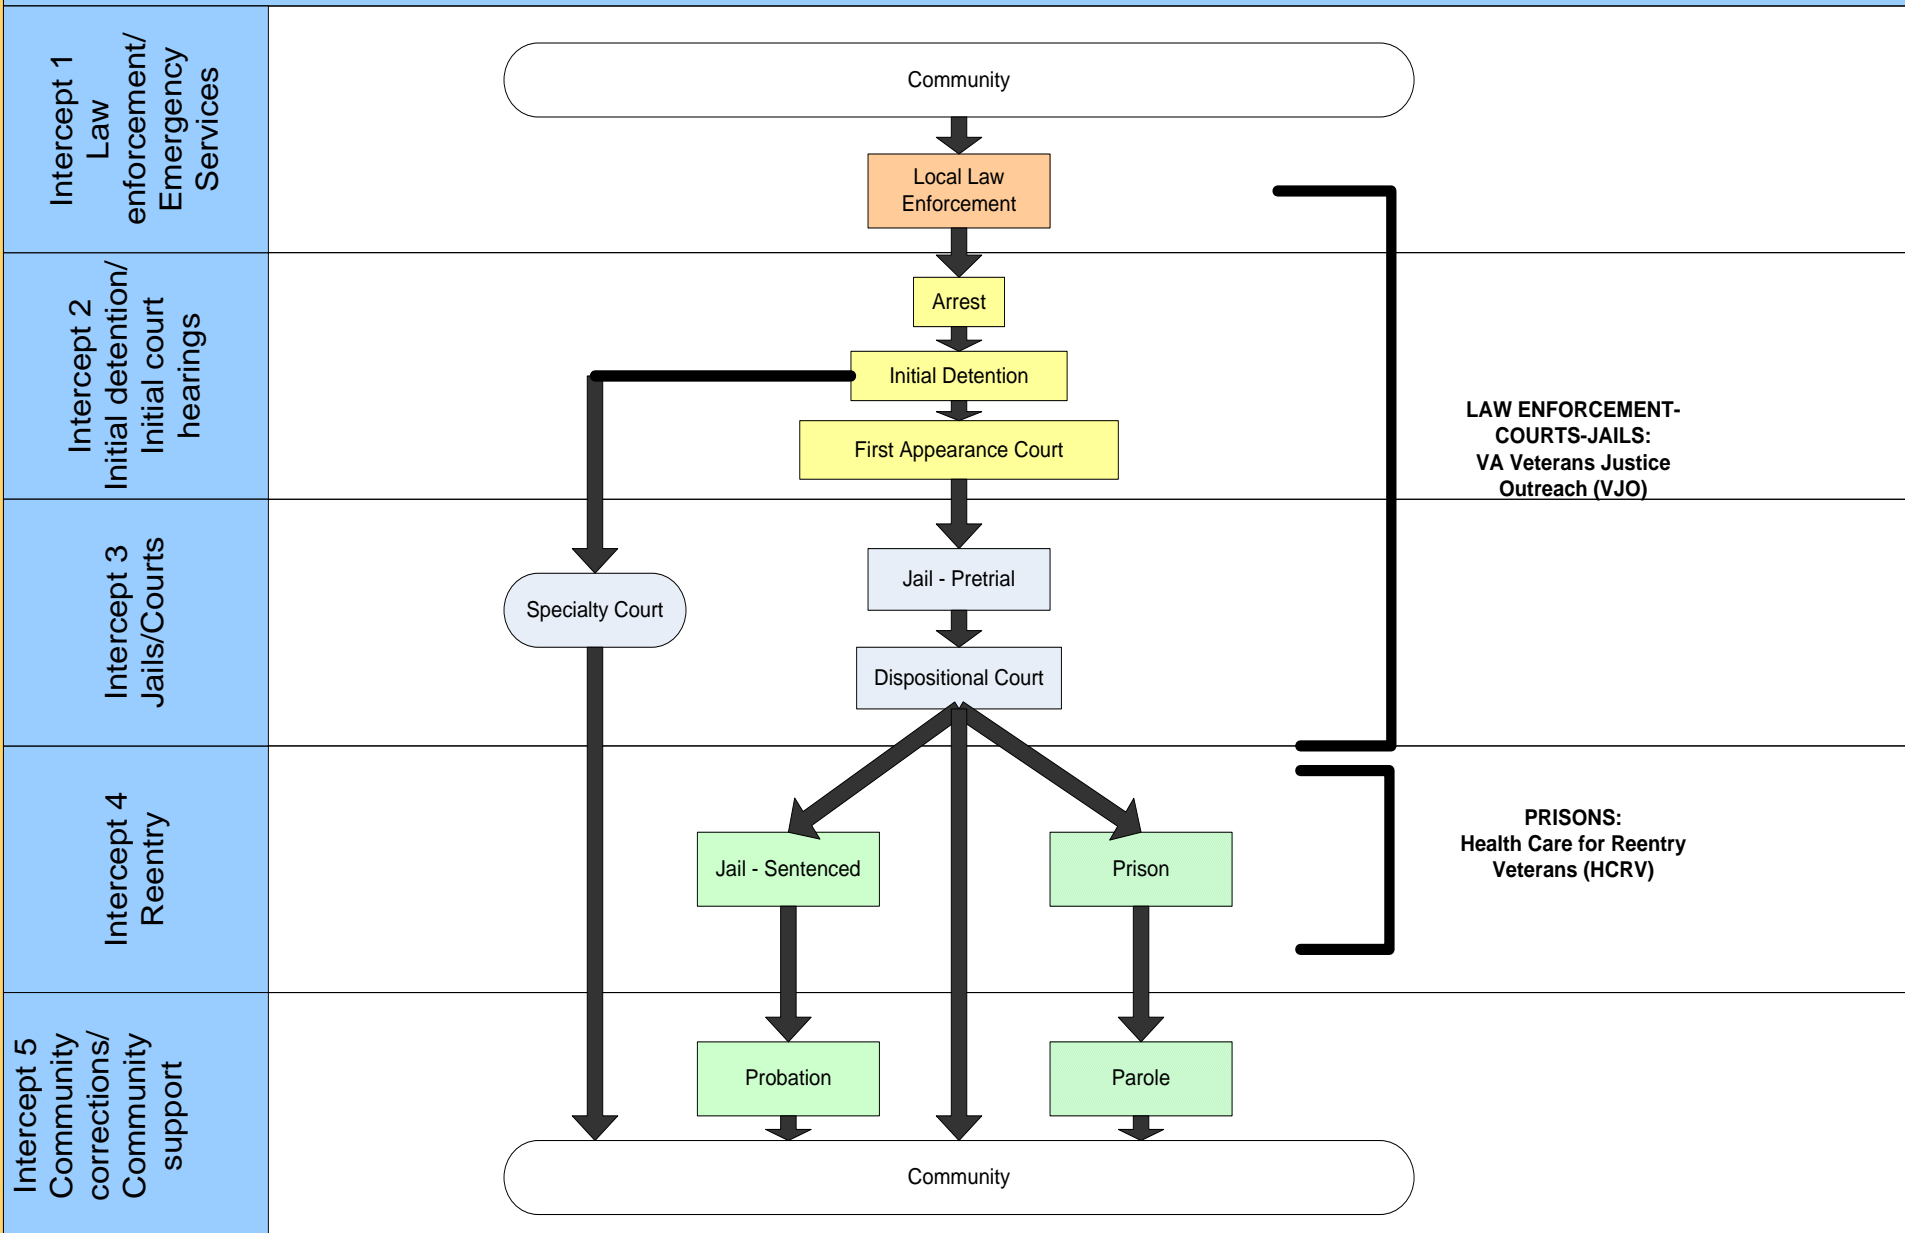 Intercept 1
Law
enforcement/
Emergency
Services
Community
Local Law
Enforcement
Intercept 2
Initial detention/
Initial court
hearings
Arrest
Initial Detention
First Appearance Court
LAW ENFORCEMENT-
COURTS-JAILS:
VA Veterans Justice
Outreach (VJO)
Intercept 3
Jails/Courts
Specialty Court
Jail - Pretrial
Dispositional Court
Intercept 4
Reentry
Jail - Sentenced
Prison
PRISONS:
Health Care for Reentry
Veterans (HCRV)
Intercept 5
Community
corrections/
Community
support
Probation
Parole
Community